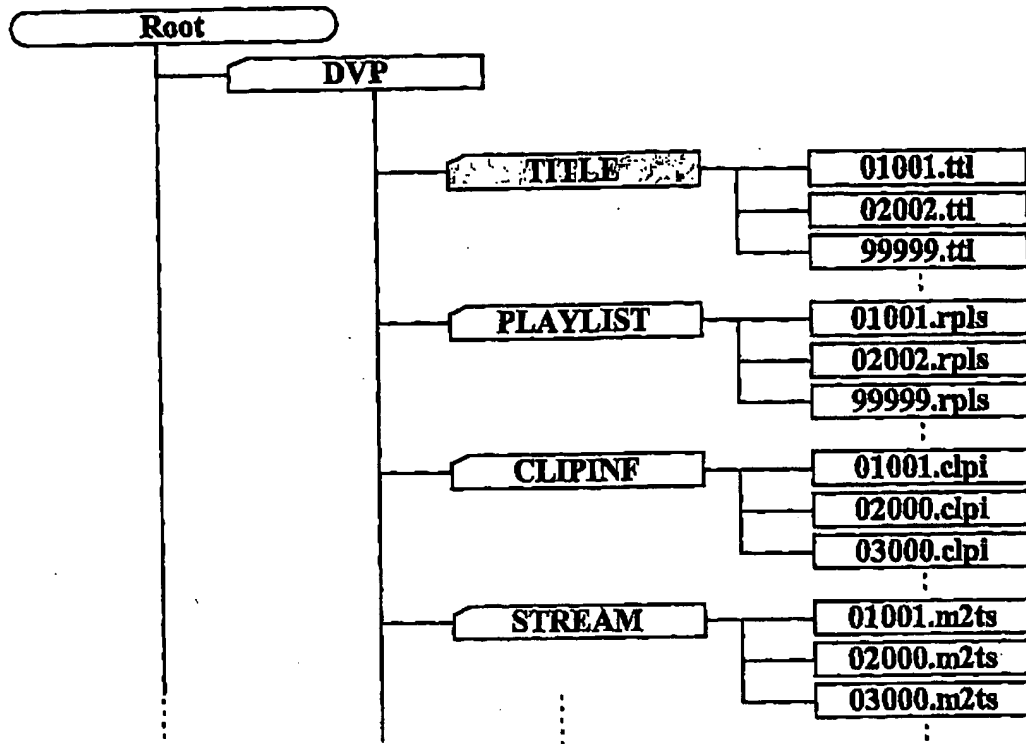 Root
DVP
TITLE
01001.ttl
02002.ttl
99999.ttl
PLAYLIST
01001.rpls
02002.rpls
99999.rpls
CLIPINF
01001.clpi
02000.clpi
03000.clpi
STREAM
01001.m2ts
02000.m2ts
03000.m2ts